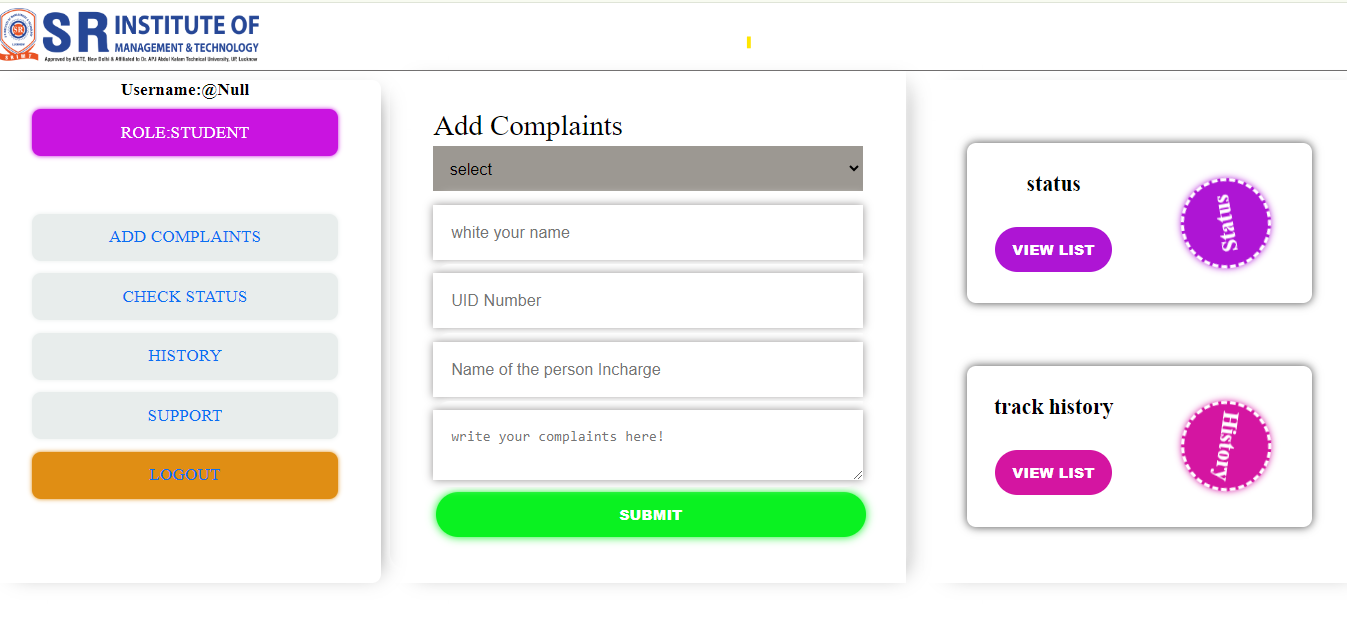 SR INSTITUTE OF
MANAGEMENT & TECHNOLOGY
Approved by AICTE, New Delhi & Affiliated to Dr. APJ Abdul Kalam Technical University, UP, Lucknow
SR
Username:@Null
ROLE:STUDENT
ADD COMPLAINTS
CHECK STATUS
HISTORY
SUPPORT
LOGOUT
Add Complaints
select
white your name
UID Number
Name of the person Incharge
write your complaints here!
SUBMIT
status
VIEW LIST
Status
track history
VIEW LIST
History